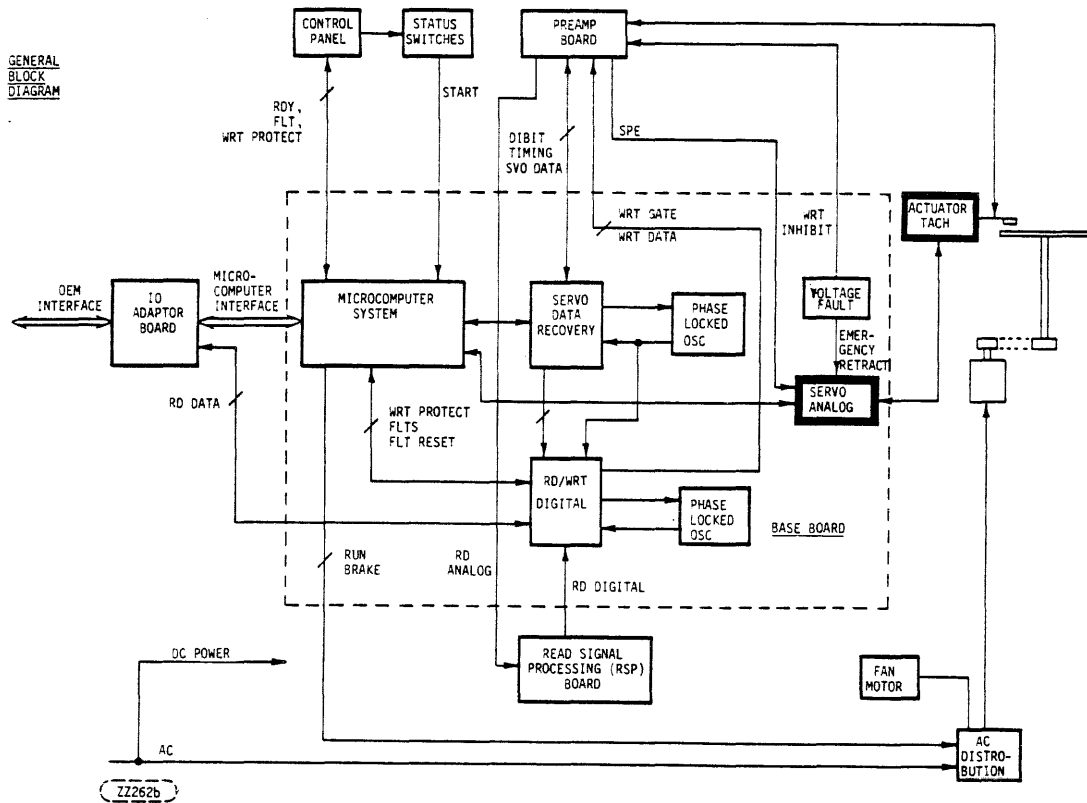 GENERAL
BLOCK
DIAGRAM
CONTROL
PANEL
STATUS
SWITCHES
PREAMP
BOARD
RDY,
FLT,
WRT PROTECT
START
DIBIT
TIMING
SVO DATA
SPE
WRT GATE
WRT DATA
WRT
INHIBIT
ACTUATOR
TACH
OEM
INTERFACE
IO
ADAPTOR
BOARD
MICRO-
COMPUTER
INTERFACE
MICROCOMPUTER
SYSTEM
SERVO
DATA
RECOVERY
PHASE
LOCKED
OSC
VOLTAGE
FAULT
EMER-
GENCY
RETRACT
SERVO
ANALOG
RD DATA
WRT PROTECT
FLTS
FLT RESET
RD/WRT
DIGITAL
PHASE
LOCKED
OSC
BASE BOARD
RUN
BRAKE
RD
ANALOG
RD DIGITAL
READ SIGNAL
PROCESSING (RSP)
BOARD
DC POWER
FAN
MOTOR
AC
AC
DISTRO-
BUTION
ZZ262b